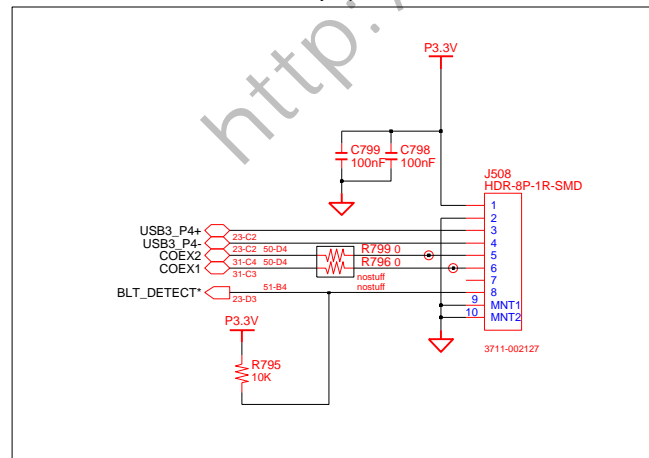 http:/
P3.3V
C799 C798
100nF 100nF
J508
HDR-8P-1R-SMD
1
2
USB3_P4+ 23-C2 3
USB3_P4- 23-C2 50-D4 4
COEX2 31-C4 50-D4 R799 0 5
COEX1 31-C3 R796 0 6
nostuff 7
BLT_DETECT* 23-D3 51-B4 nostuff 8
9 MNT1
10 MNT2
P3.3V
3711-002127
R795
10K